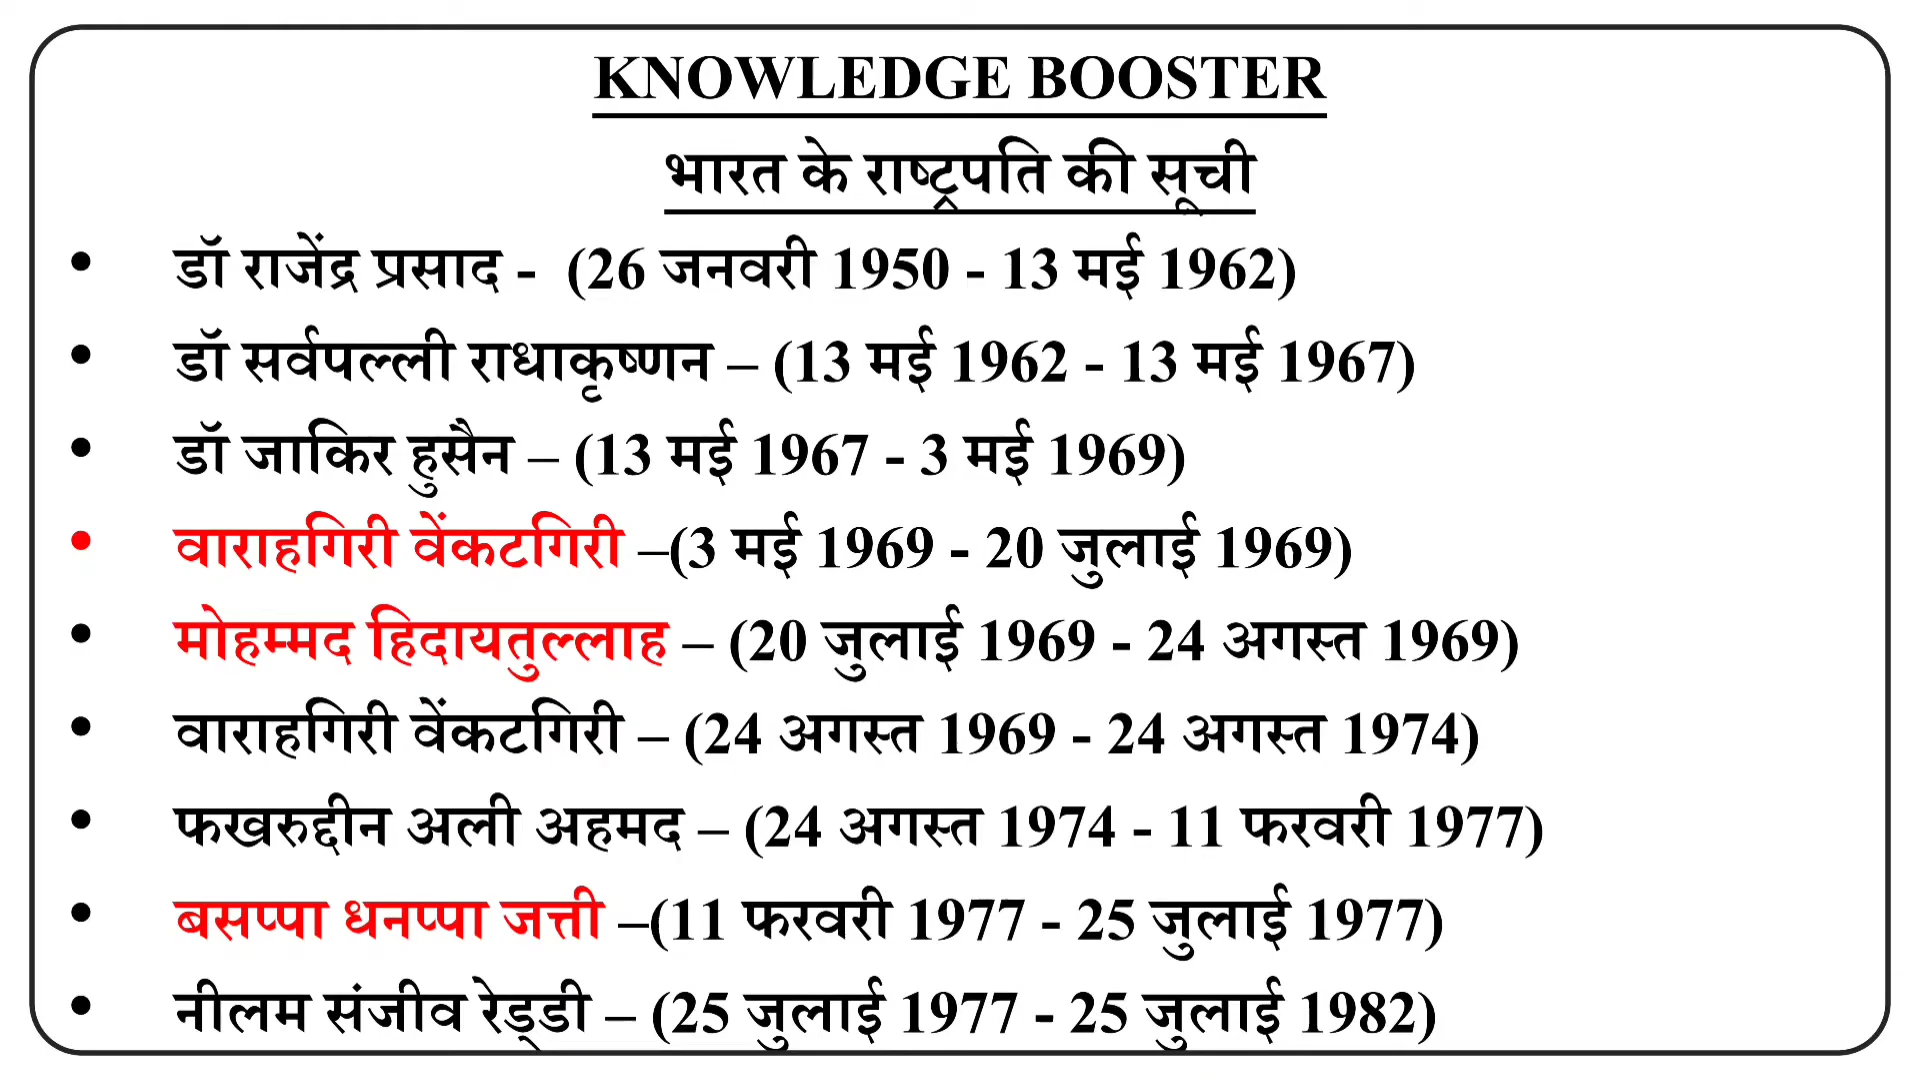 KNOWLEDGE BOOSTER
भारत के राष्ट्रपति की सूची
• डॉ राजेंद्र प्रसाद - (26 जनवरी 1950 - 13 मई 1962)
• डॉ सर्वपल्ली राधाकृष्णन – (13 मई 1962 - 13 मई 1967)
• डॉ जाकिर हुसैन – (13 मई 1967 - 3 मई 1969)
• वाराहगिरी वेंकटगिरी –(3 मई 1969 - 20 जुलाई 1969)
• मोहम्मद हिदायतुल्लाह – (20 जुलाई 1969 - 24 अगस्त 1969)
• वाराहगिरी वेंकटगिरी – (24 अगस्त 1969 - 24 अगस्त 1974)
• फखरुद्दीन अली अहमद – (24 अगस्त 1974 - 11 फरवरी 1977)
• बसप्पा धनप्पा जत्ती –(11 फरवरी 1977 - 25 जुलाई 1977)
• नीलम संजीव रेड्डी – (25 जुलाई 1977 - 25 जुलाई 1982)